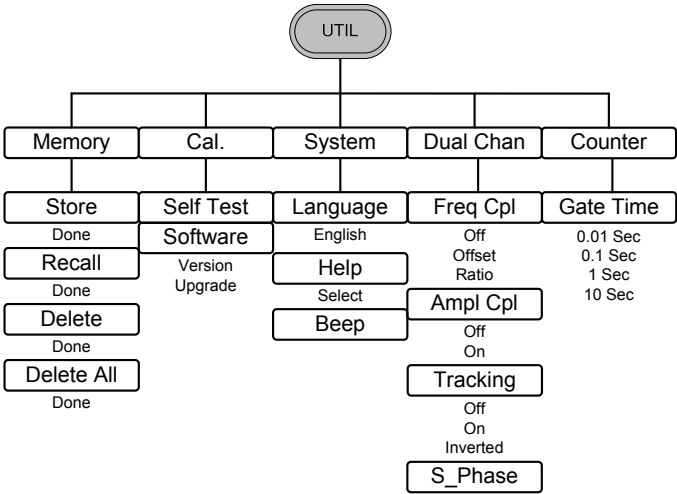 UTIL
Memory
Cal.
System
Dual Chan
Counter
Store
Done
Recall
Done
Delete
Done
Delete All
Done
Self Test
Software
Version
Upgrade
Language
English
Help
Select
Beep
Freq Cpl
Off
Offset
Ratio
Ampl Cpl
Off
On
Tracking
Off
On
Inverted
S_Phase
Gate Time
0.01 Sec
0.1 Sec
1 Sec
10 Sec